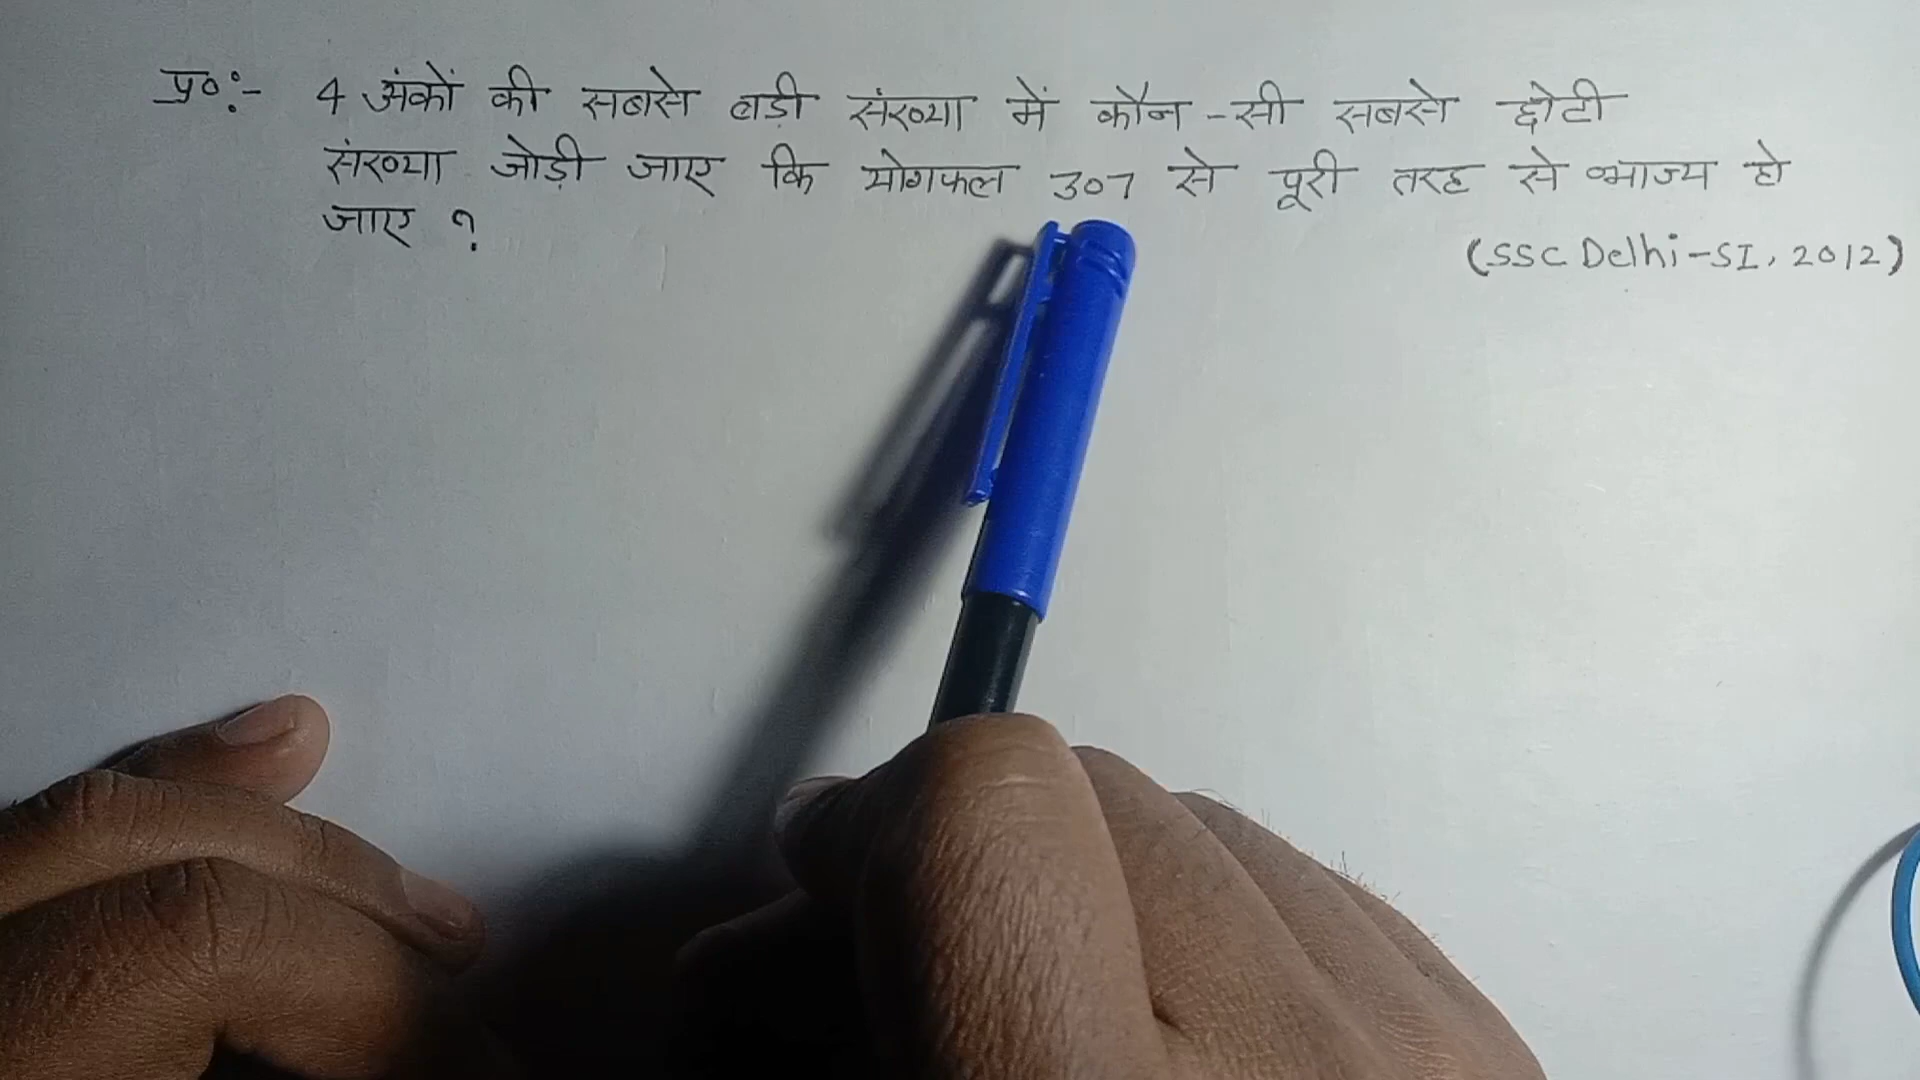 प्र०:- 4 अंकों की सबसे बड़ी संख्या में कौन-सी सबसे छोटी
संख्या जोड़ी जाए कि योगफल 307 से पूरी तरह से भाज्य हो
जाए ?
(SSC Delhi-SI, 2012)